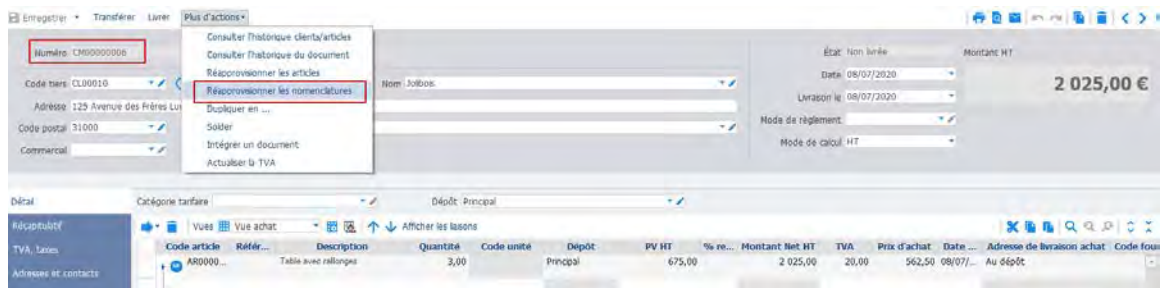 Enregistrer Transférer Livrer Plus d'actions
Consulter l'historique clients/articles
Consulter l'historique du document
Réapprovisionner les articles
Réapprovisionner les nomenclatures
Dupliquer en ...
Solder
Intégrer un document
Actualiser la TVA
Numéro CM00000006
Code tiers CL00010
Nom Jolbois
Adresse 125 Avenue des Frères Lu
Code postal 31000
Commercial
État Non livrée
Date 08/07/2020
Livraison le 08/07/2020
Mode de règlement
Mode de calcul HT
Montant HT
2 025,00 €
Détail
Récapitulatif
TVA, taxes
Adresses et contacts
Catégorie tarifaire Dépôt Principal
Vues Vue achat Afficher les liaisons
Code article Référ... Description Quantité Code unité Dépôt PV HT % re... Montant Net HT TVA Prix d'achat Date ... Adresse de livraison achat Code four
AR0000... Table avec rallonges 3,00 Principal 675,00 2 025,00 20,00 562,50 08/07/... Au dépôt